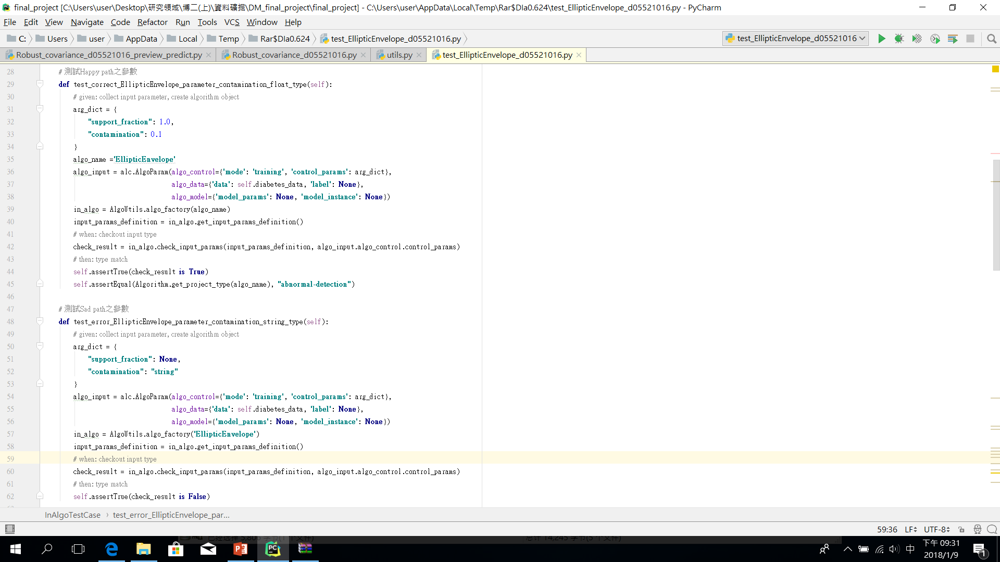 final_project [C:\Users\user\Desktop\研究領域\博二(上)\資料礦掘\DM_final_project\final_project] - C:\Users\user\AppData\Local\Temp\Rar$DIa0.624\test_EllipticEnvelope_d05521016.py - PyCharm
File Edit View Navigate Code Refactor Run Tools VCS Window Help
C: Users user AppData Local Temp Rar$DIa0.624 test_EllipticEnvelope_d05521016.py test_EllipticEnvelope_d05521016
Robust_covariance_d05521016_preview_predict.py Robust_covariance_d05521016.py utils.py test_EllipticEnvelope_d05521016.py
28 # 測試Happy path之參數
29 def test_correct_EllipticEnvelope_parameter_contamination_float_type(self):
30 # given: collect input parameter, create algorithm object
31 arg_dict = {
32 "support_fraction": 1.0,
33 "contamination": 0.1
34 }
35 algo_name ='EllipticEnvelope'
36 algo_input = alc.AlgoParam(algo_control={'mode': 'training', 'control_params': arg_dict},
37 algo_data={'data': self.diabetes_data, 'label': None},
38 algo_model={'model_params': None, 'model_instance': None})
39 in_algo = AlgoUtils.algo_factory(algo_name)
40 input_params_definition = in_algo.get_input_params_definition()
41 # when: checkout input type
42 check_result = in_algo.check_input_params(input_params_definition, algo_input.algo_control.control_params)
43 # then: type match
44 self.assertTrue(check_result is True)
45 self.assertEqual(Algorithm.get_project_type(algo_name), "abnormal-detection")
46
47 # 測試Sad path之參數
48 def test_error_EllipticEnvelope_parameter_contamination_string_type(self):
49 # given: collect input parameter, create algorithm object
50 arg_dict = {
51 "support_fraction": None,
52 "contamination": "string"
53 }
54 algo_input = alc.AlgoParam(algo_control={'mode': 'training', 'control_params': arg_dict},
55 algo_data={'data': self.diabetes_data, 'label': None},
56 algo_model={'model_params': None, 'model_instance': None})
57 in_algo = AlgoUtils.algo_factory('EllipticEnvelope')
58 input_params_definition = in_algo.get_input_params_definition()
59 # when: checkout input type
60 check_result = in_algo.check_input_params(input_params_definition, algo_input.algo_control.control_params)
61 # then: type match
62 self.assertTrue(check_result is False)
InAlgoTestCase › test_error_EllipticEnvelope_par...
59:36 LF UTF-8
中 下午 09:31
2018/1/9
1